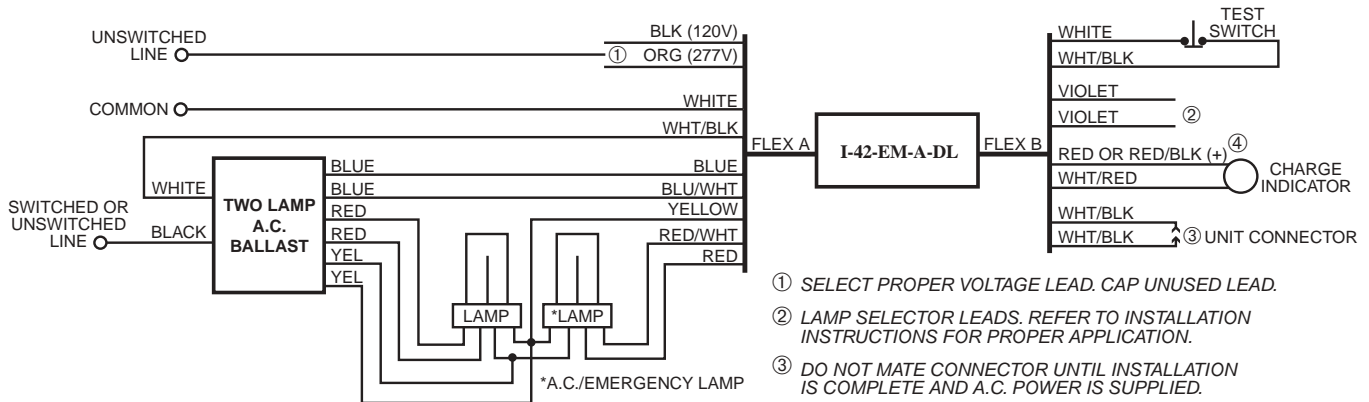 UNSWITCHED
LINE
BLK (120V)
① ORG (277V)
COMMON
WHITE
WHT/BLK
FLEX A
I-42-EM-A-DL
FLEX B
WHITE
TEST
SWITCH
WHT/BLK
VIOLET
VIOLET
②
RED OR RED/BLK (+)
④
WHT/RED
CHARGE
INDICATOR
WHT/BLK
WHT/BLK
③ UNIT CONNECTOR
WHITE
SWITCHED OR
UNSWITCHED
LINE
BLACK
TWO LAMP
A.C.
BALLAST
BLUE
BLUE
RED
RED
YEL
YEL
BLUE
BLU/WHT
YELLOW
RED/WHT
RED
LAMP
*LAMP
*A.C./EMERGENCY LAMP
① SELECT PROPER VOLTAGE LEAD. CAP UNUSED LEAD.
② LAMP SELECTOR LEADS. REFER TO INSTALLATION
INSTRUCTIONS FOR PROPER APPLICATION.
③ DO NOT MATE CONNECTOR UNTIL INSTALLATION
IS COMPLETE AND A.C. POWER IS SUPPLIED.